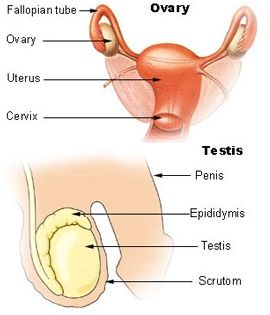 Ovary
Fallopian tube
Ovary
Uterus
Cervix
Testis
Penis
Epididymis
Testis
Scrutom